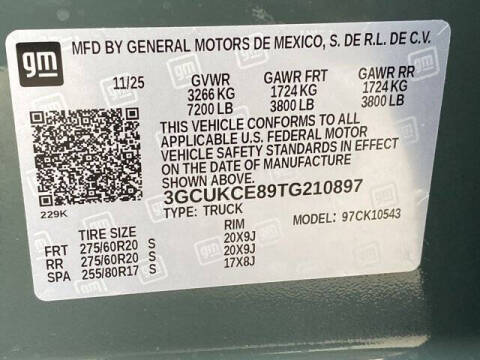 gm
MFD BY GENERAL MOTORS DE MEXICO, S. DE R.L. DE C.V.
11/25 GVWR GAWR FRT GAWR RR
3266 KG 1724 KG 1724 KG
7200 LB 3800 LB 3800 LB
THIS VEHICLE CONFORMS TO ALL
APPLICABLE U.S. FEDERAL MOTOR
VEHICLE SAFETY STANDARDS IN EFFECT
ON THE DATE OF MANUFACTURE
3GCUKCE89TG210897
229K
TYPE: TRUCK MODEL: 97CK10543
TIRE SIZE RIM
FRT 275/60R20 S 20X9J
RR 275/60R20 S 20X9J
SPA 255/80R17 S 17X8J